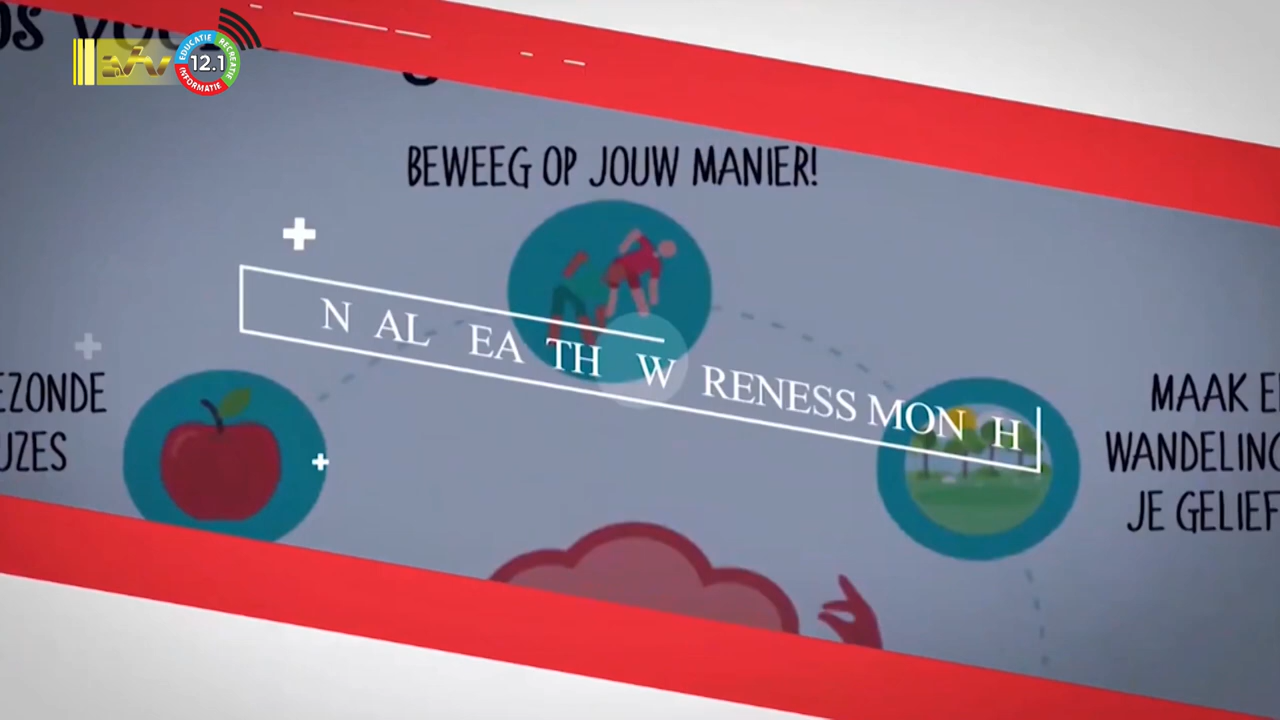 EDUCATIE
RECREATIE
INFORMATIE
12.1
BEWEEG OP JOUW MANIER!
N AL EA TH W RENESS MON H
EZONDE
UZES
MAAK E
WANDELING
JE GELIEF